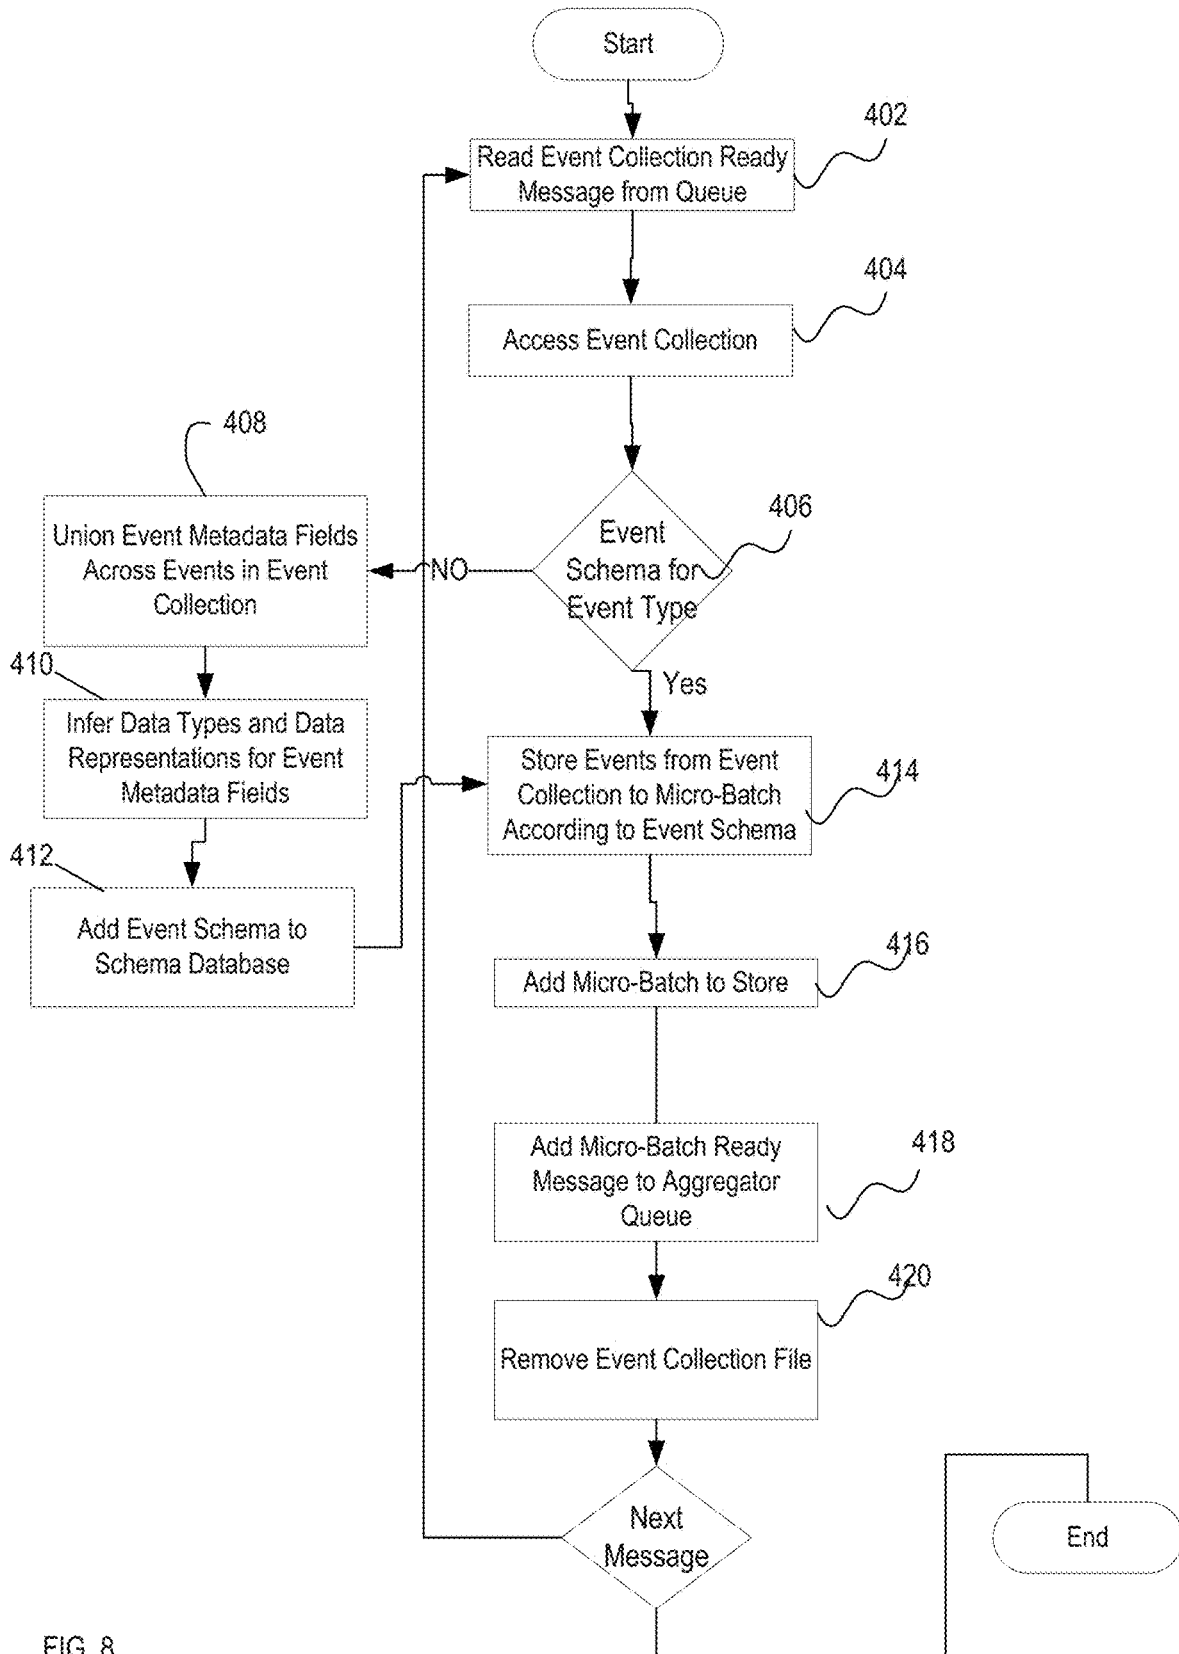 Start
402
Read Event Collection Ready
Message from Queue
404
Access Event Collection
408
406
Event
Schema for
Event Type
NO
Union Event Metadata Fields
Across Events in Event
Collection
Yes
410
Infer Data Types and Data
Representations for Event
Metadata Fields
Store Events from Event
Collection to Micro-Batch
According to Event Schema
414
412
Add Event Schema to
Schema Database
416
Add Micro-Batch to Store
418
Add Micro-Batch Ready
Message to Aggregator
Queue
420
Remove Event Collection File
Next
Message
End
FIG. 8